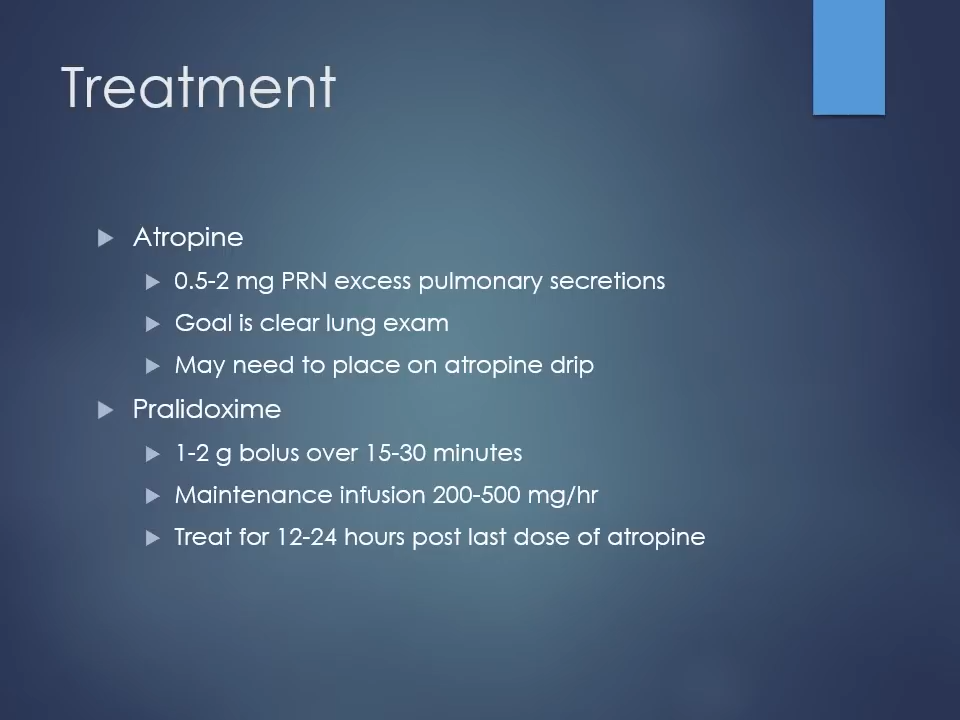 Treatment
Atropine
0.5-2 mg PRN excess pulmonary secretions
Goal is clear lung exam
May need to place on atropine drip
Pralidoxime
1-2 g bolus over 15-30 minutes
Maintenance infusion 200-500 mg/hr
Treat for 12-24 hours post last dose of atropine